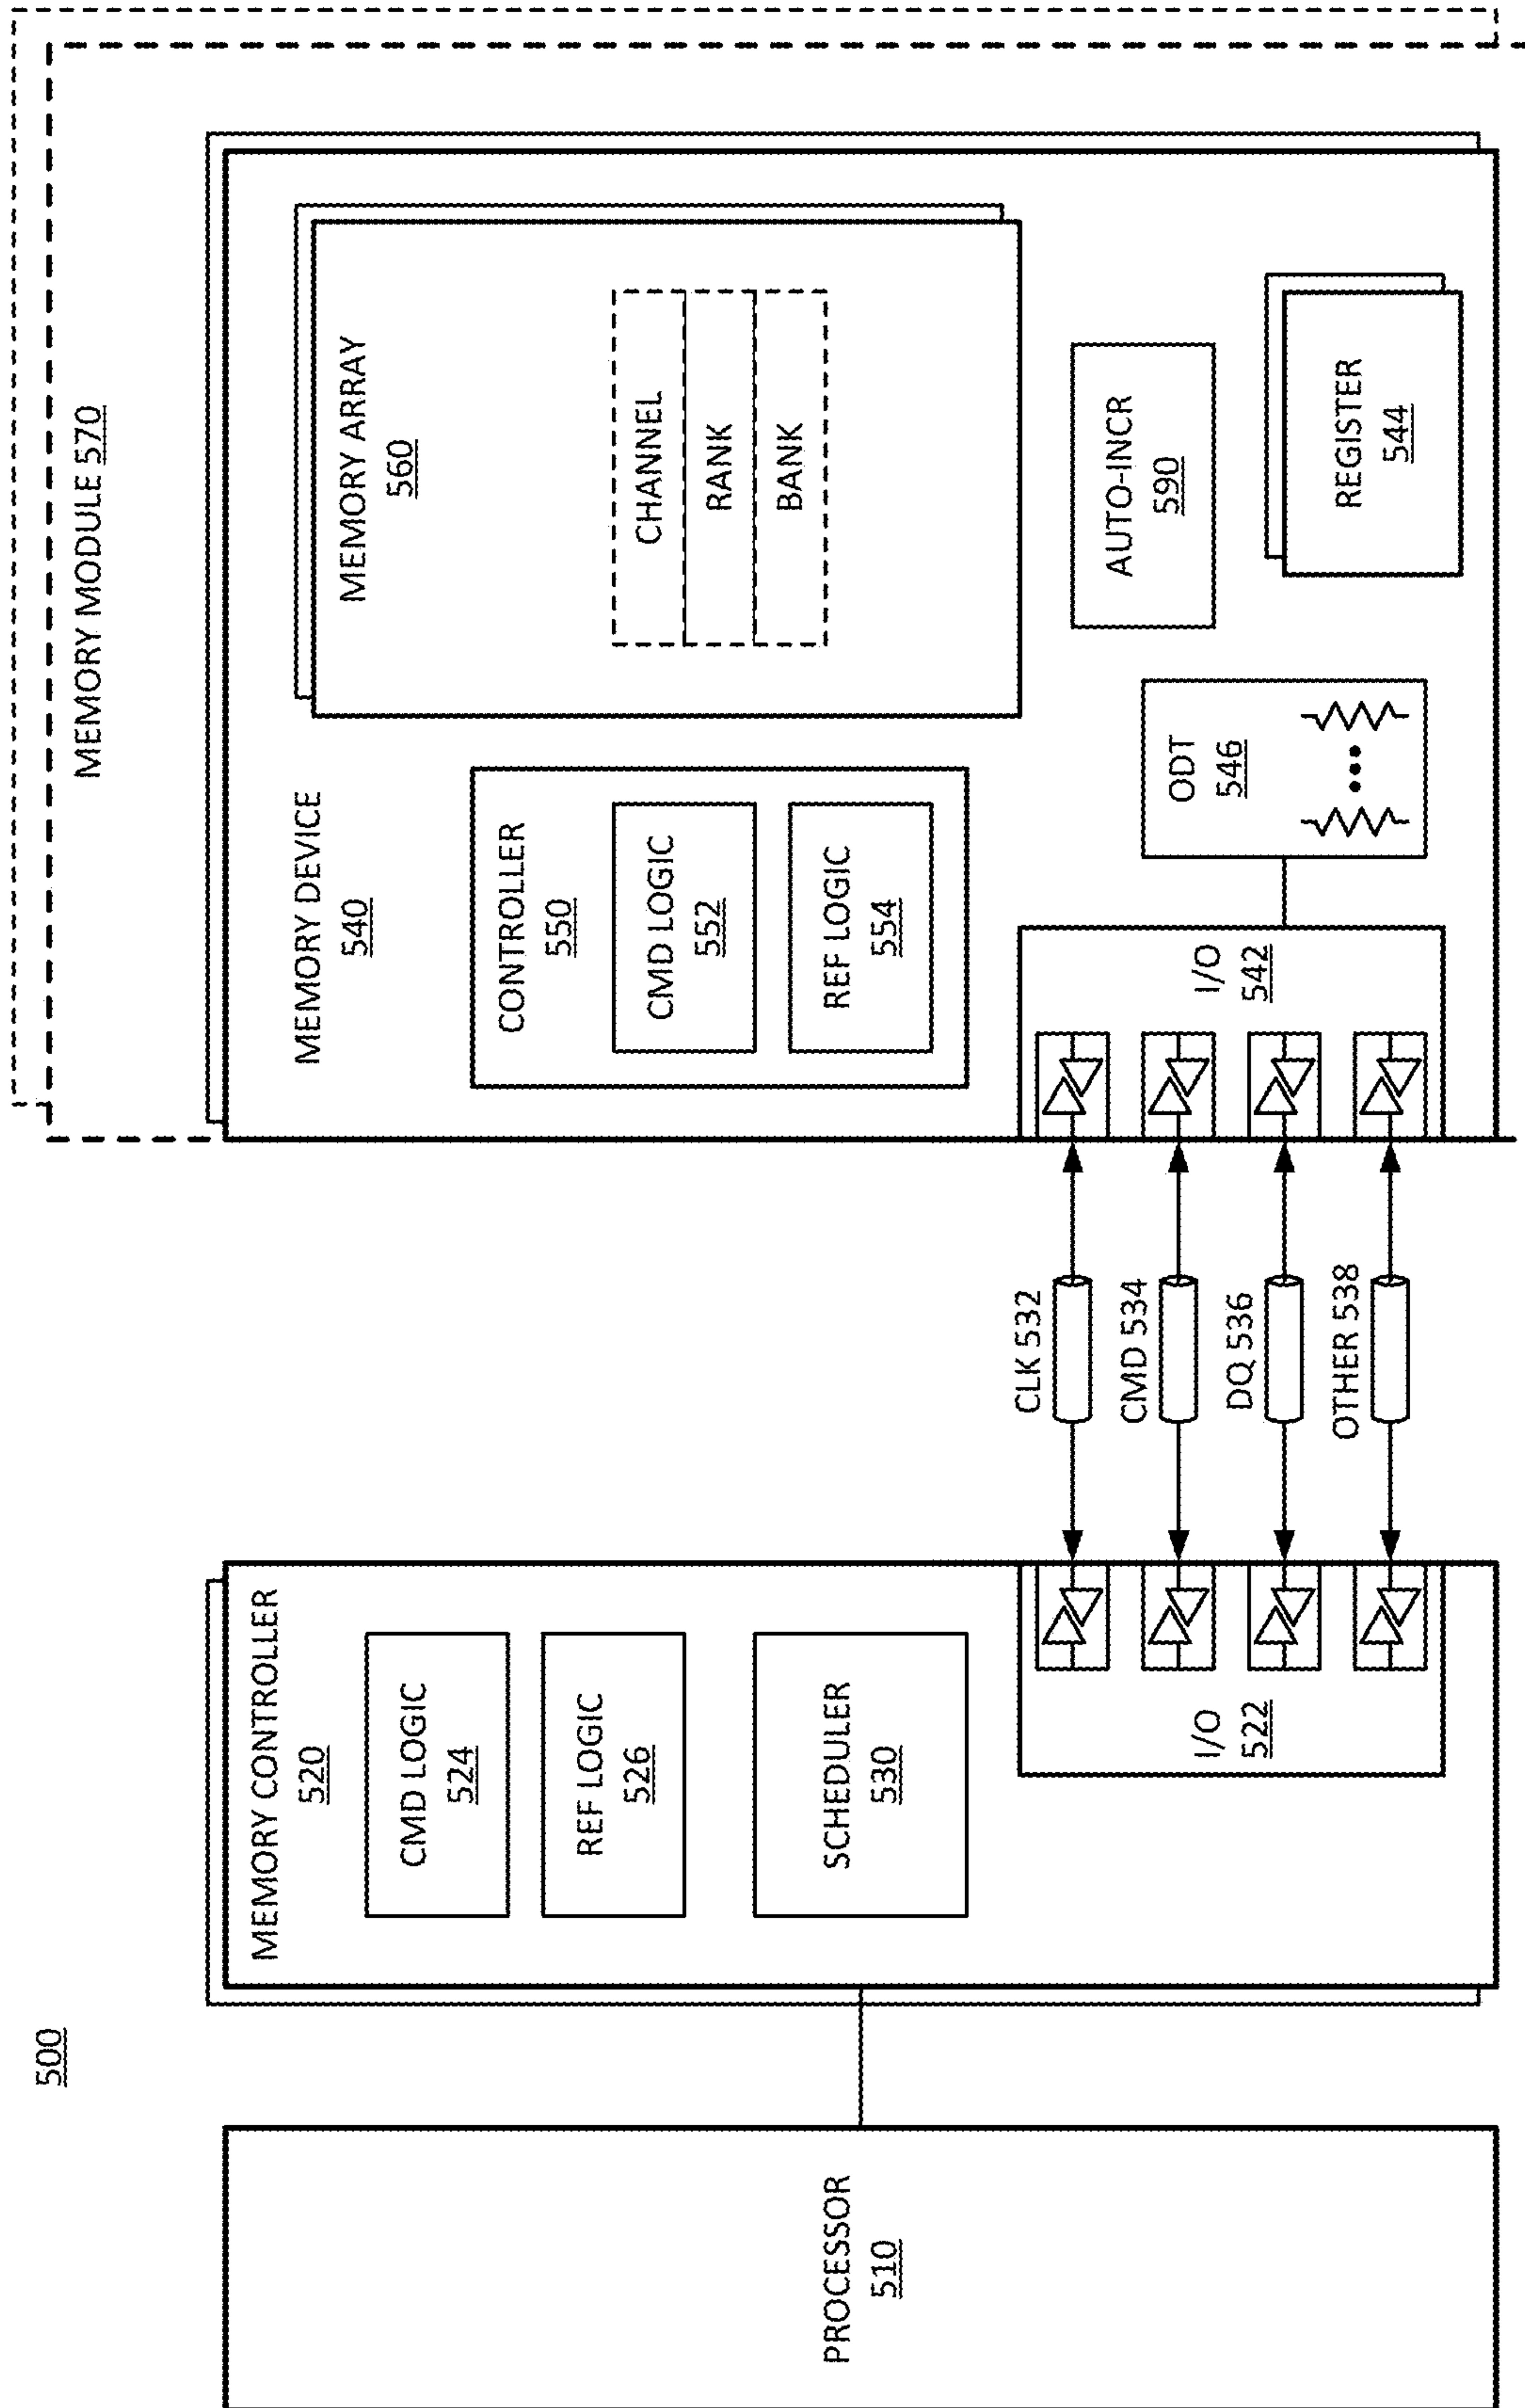 500
PROCESSOR
510
MEMORY CONTROLLER
520
CMD LOGIC
524
REF LOGIC
526
SCHEDULER
530
I/O
522
CLK 532
CMD 534
DQ 536
OTHER 538
MEMORY MODULE 570
MEMORY DEVICE
540
CONTROLLER
550
CMD LOGIC
552
REF LOGIC
554
I/O
542
MEMORY ARRAY
560
CHANNEL
RANK
BANK
ODT
546
AUTO-INCR
590
REGISTER
544